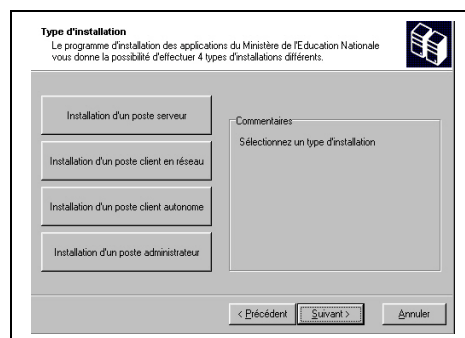 Type d'installation
Le programme d'installation des applications du Ministère de l'Education Nationale
vous donne la possibilité d'effectuer 4 types d'installations différents.
Installation d'un poste serveur
Installation d'un poste client en réseau
Installation d'un poste client autonome
Installation d'un poste administrateur
Commentaires
Sélectionnez un type d'installation
< Précédent
Suivant >
Annuler